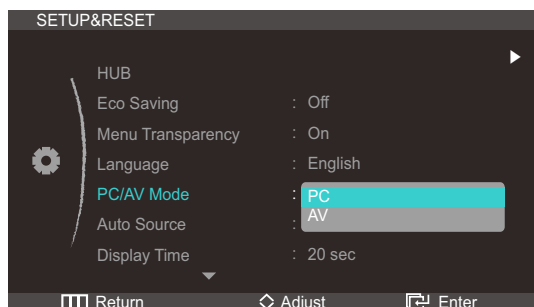 SETUP&RESET
HUB
Eco Saving : Off
Menu Transparency : On
Language : English
PC/AV Mode : PC
AV
Auto Source :
Display Time : 20 sec
Return Adjust Enter